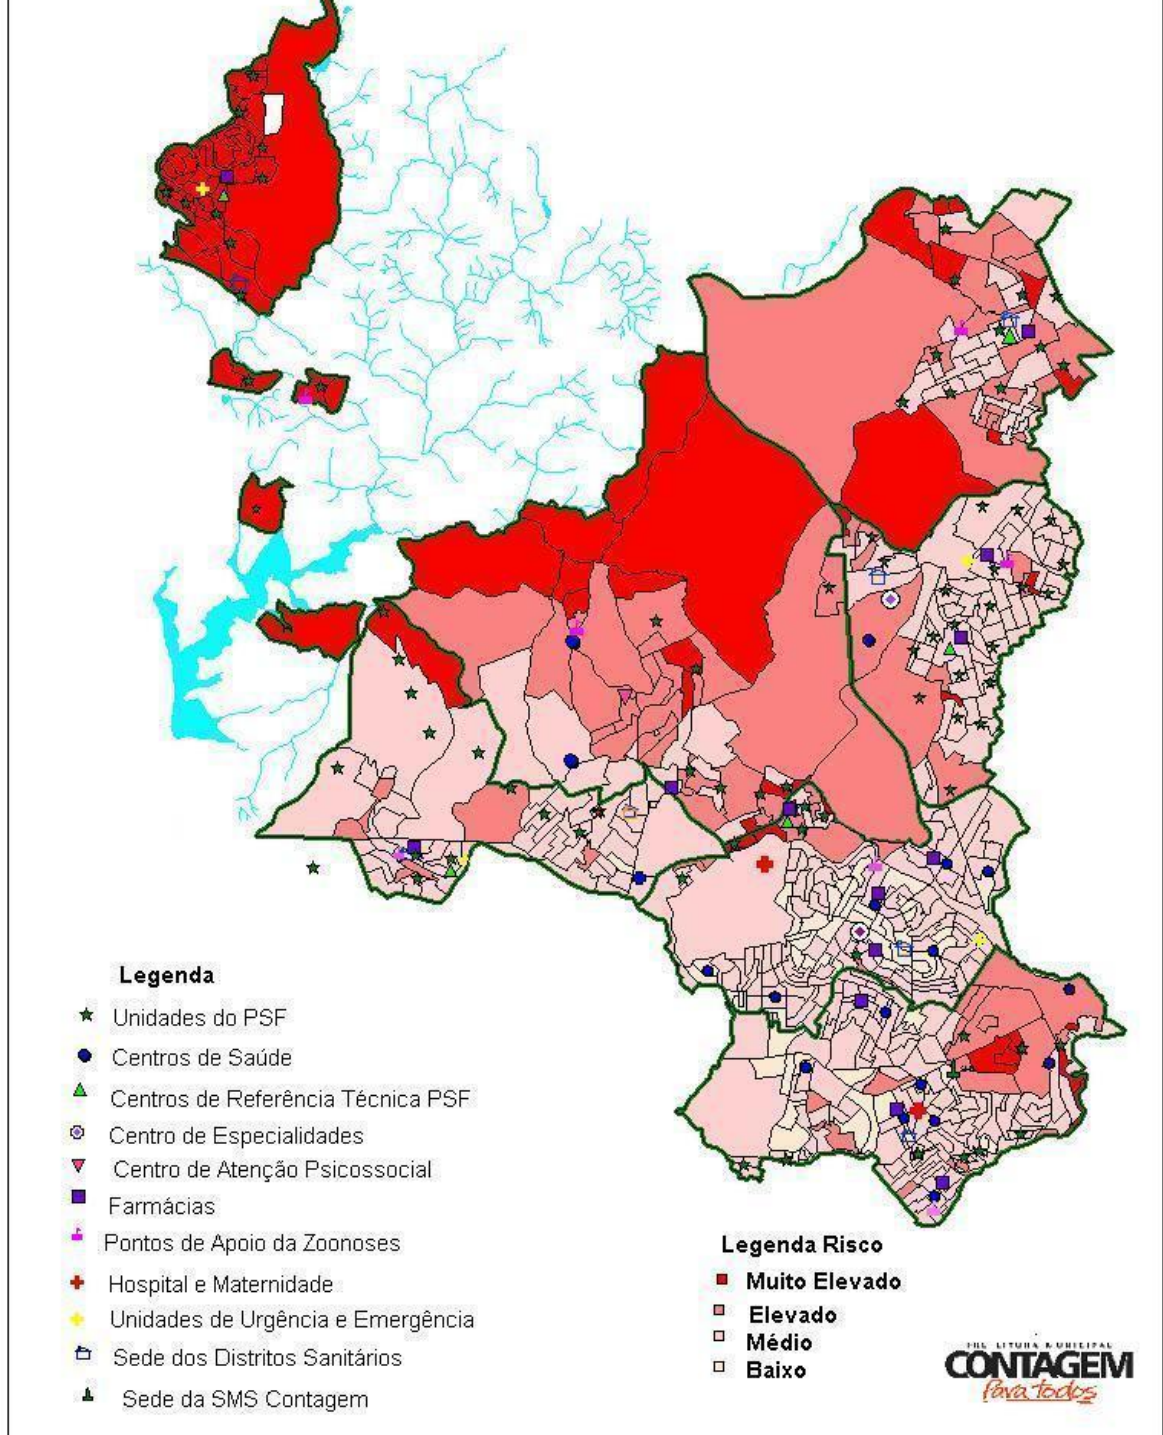 Legenda
Unidades do PSF
Centros de Saúde
Centros de Referência Técnica PSF
Centro de Especialidades
Centro de Atenção Psicossocial
Farmácias
Pontos de Apoio da Zoonoses
Hospital e Maternidade
Unidades de Urgência e Emergência
Sede dos Distritos Sanitários
Sede da SMS Contagem
Legenda Risco
Muito Elevado
Elevado
Médio
Baixo
CONTAGEM
Para todos